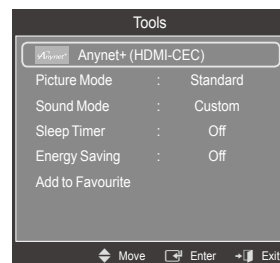 Tools
Anynet+ Anynet+ (HDMI-CEC)
Picture Mode : Standard
Sound Mode : Custom
Sleep Timer : Off
Energy Saving : Off
Add to Favourite
Move Enter Exit